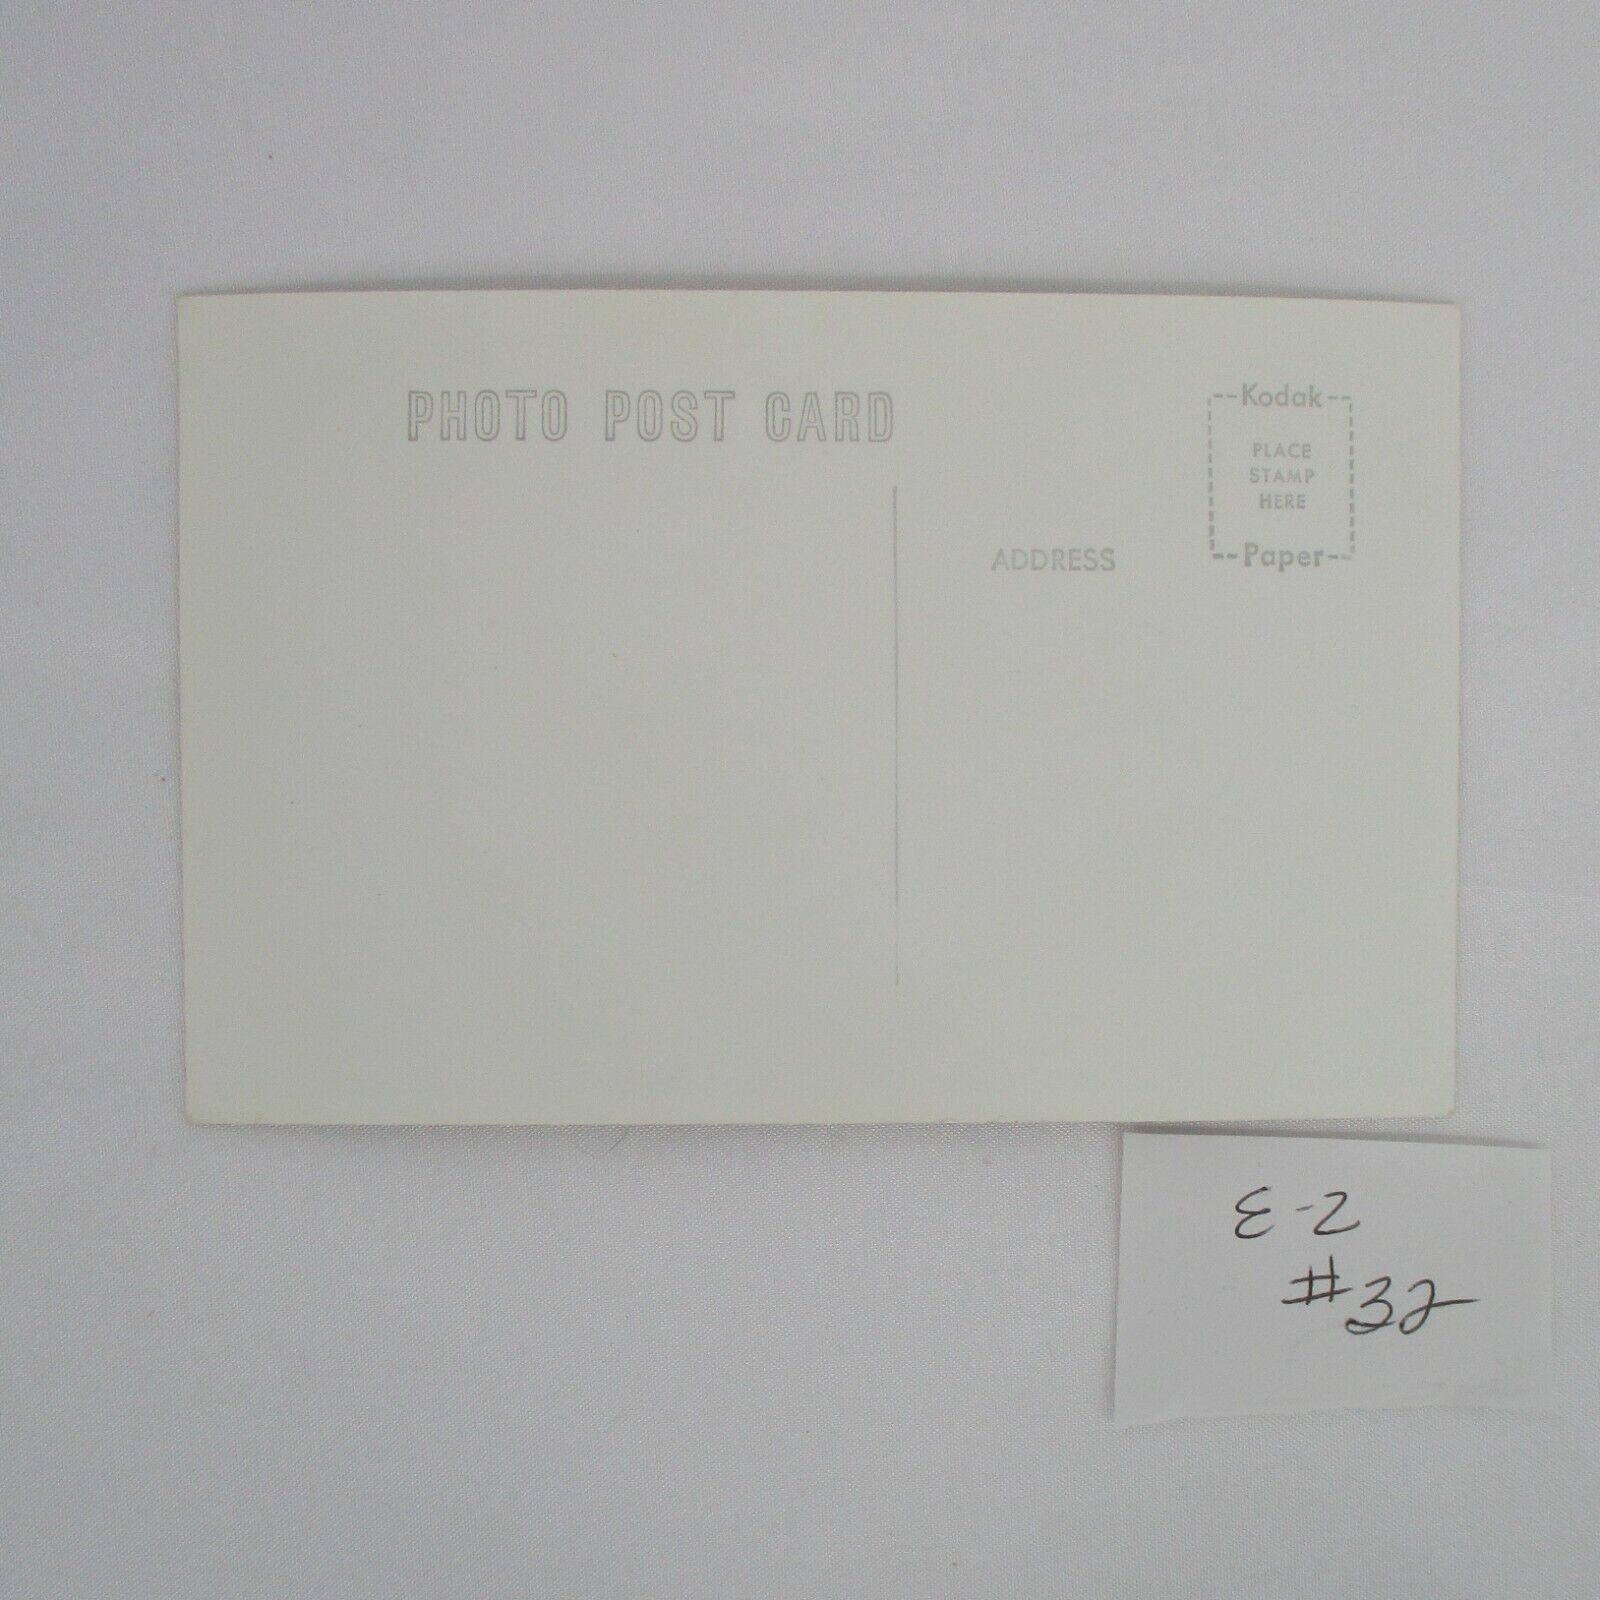 PHOTO POST CARD
--Kodak--
PLACE
STAMP
HERE
--Paper--
ADDRESS
E-2
#32